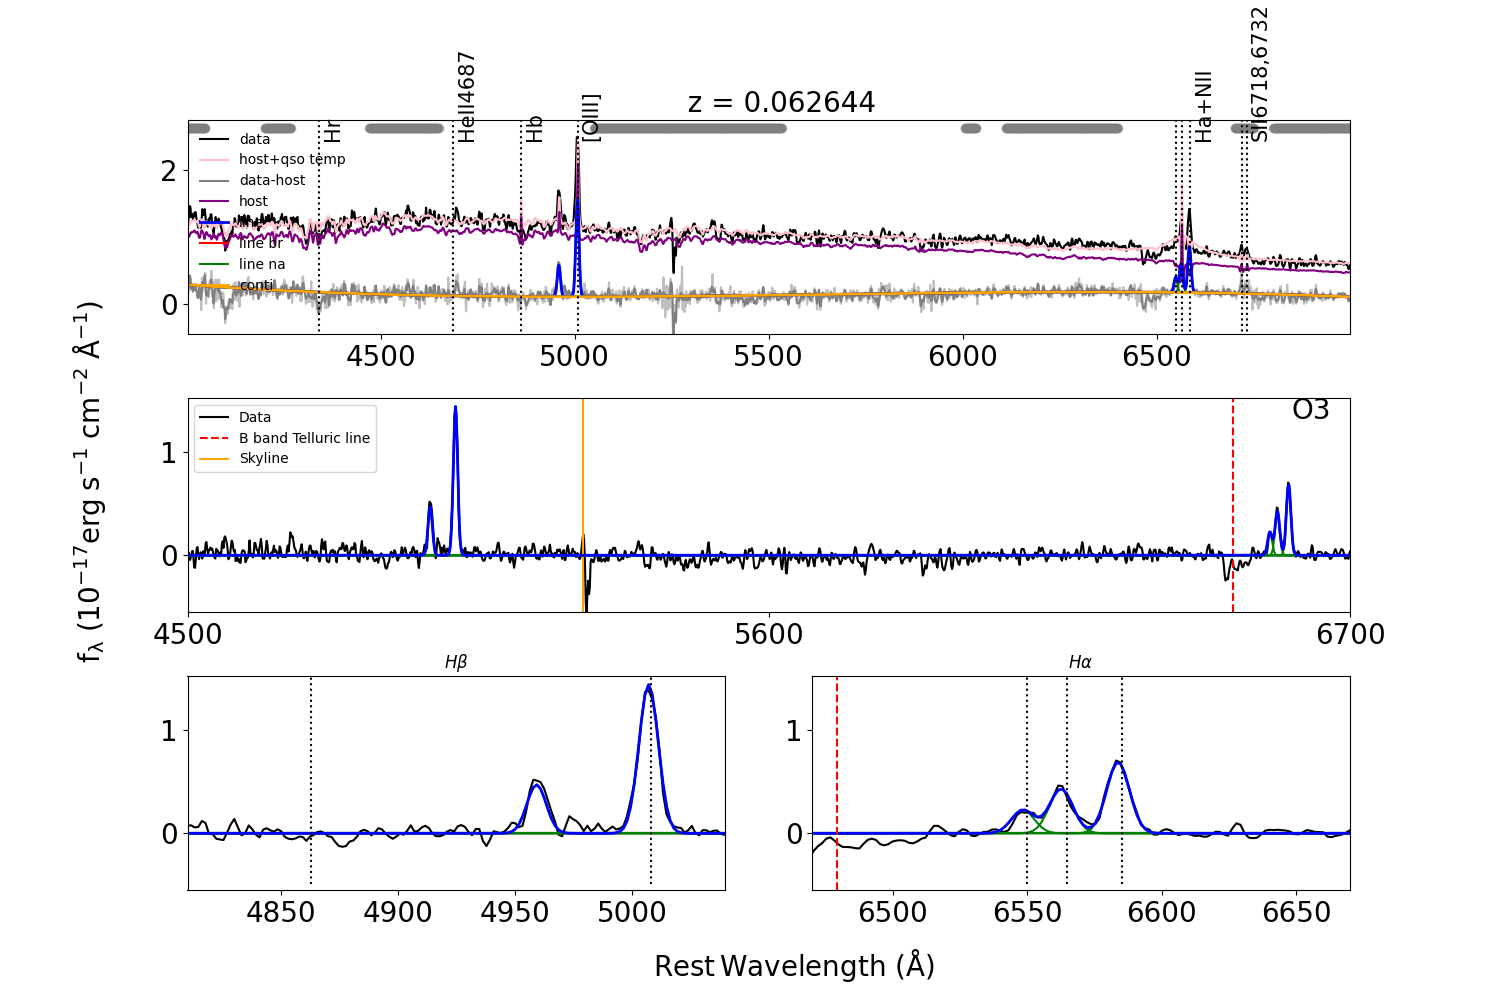 z = 0.062644
Hr
HeII4687
Hb
[OIII]
Ha+NII
SII6718,6732
data
host+qso temp
data-host
host
line br
line na
conti
2
0
4500 5000 5500 6000 6500
O3
Data
B band Telluric line
Skyline
1
0
4500 5600 6700
f_λ (10^{-17} erg s^{-1} cm^{-2} Å^{-1})
Hβ
1
0
4850 4900 4950 5000
Hα
1
0
6500 6550 6600 6650
Rest Wavelength (Å)